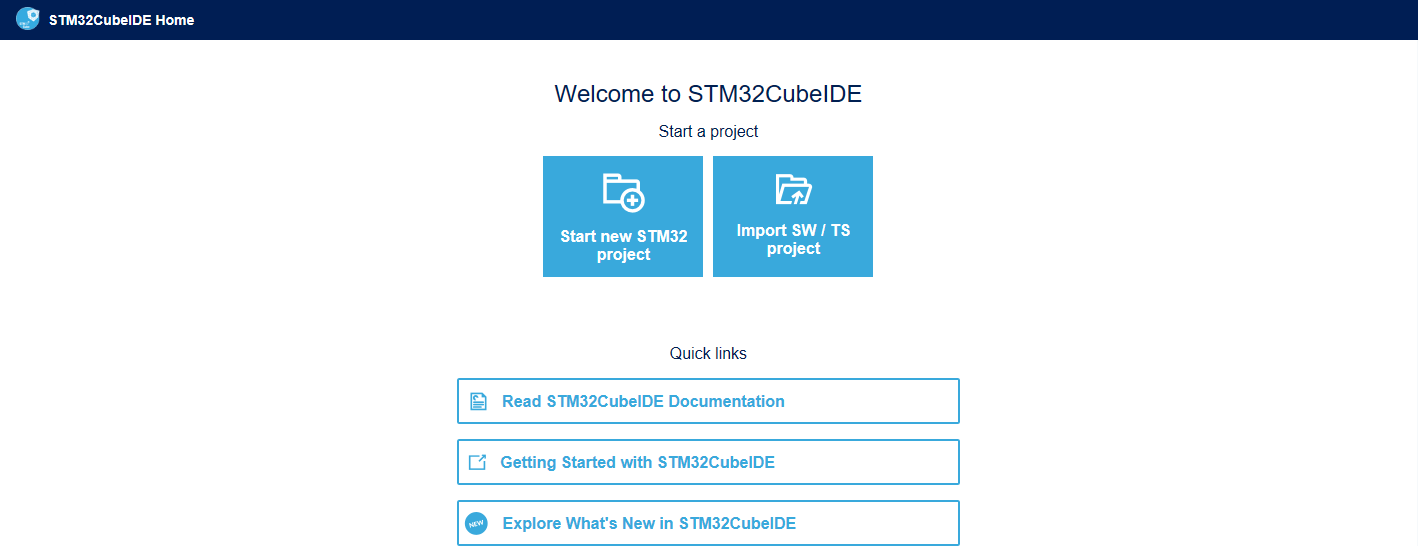 STM32CubeIDE Home
Welcome to STM32CubeIDE
Start a project
Start new STM32
project
Import SW / TS
project
Quick links
Read STM32CubeIDE Documentation
Getting Started with STM32CubeIDE
NEW
Explore What's New in STM32CubeIDE